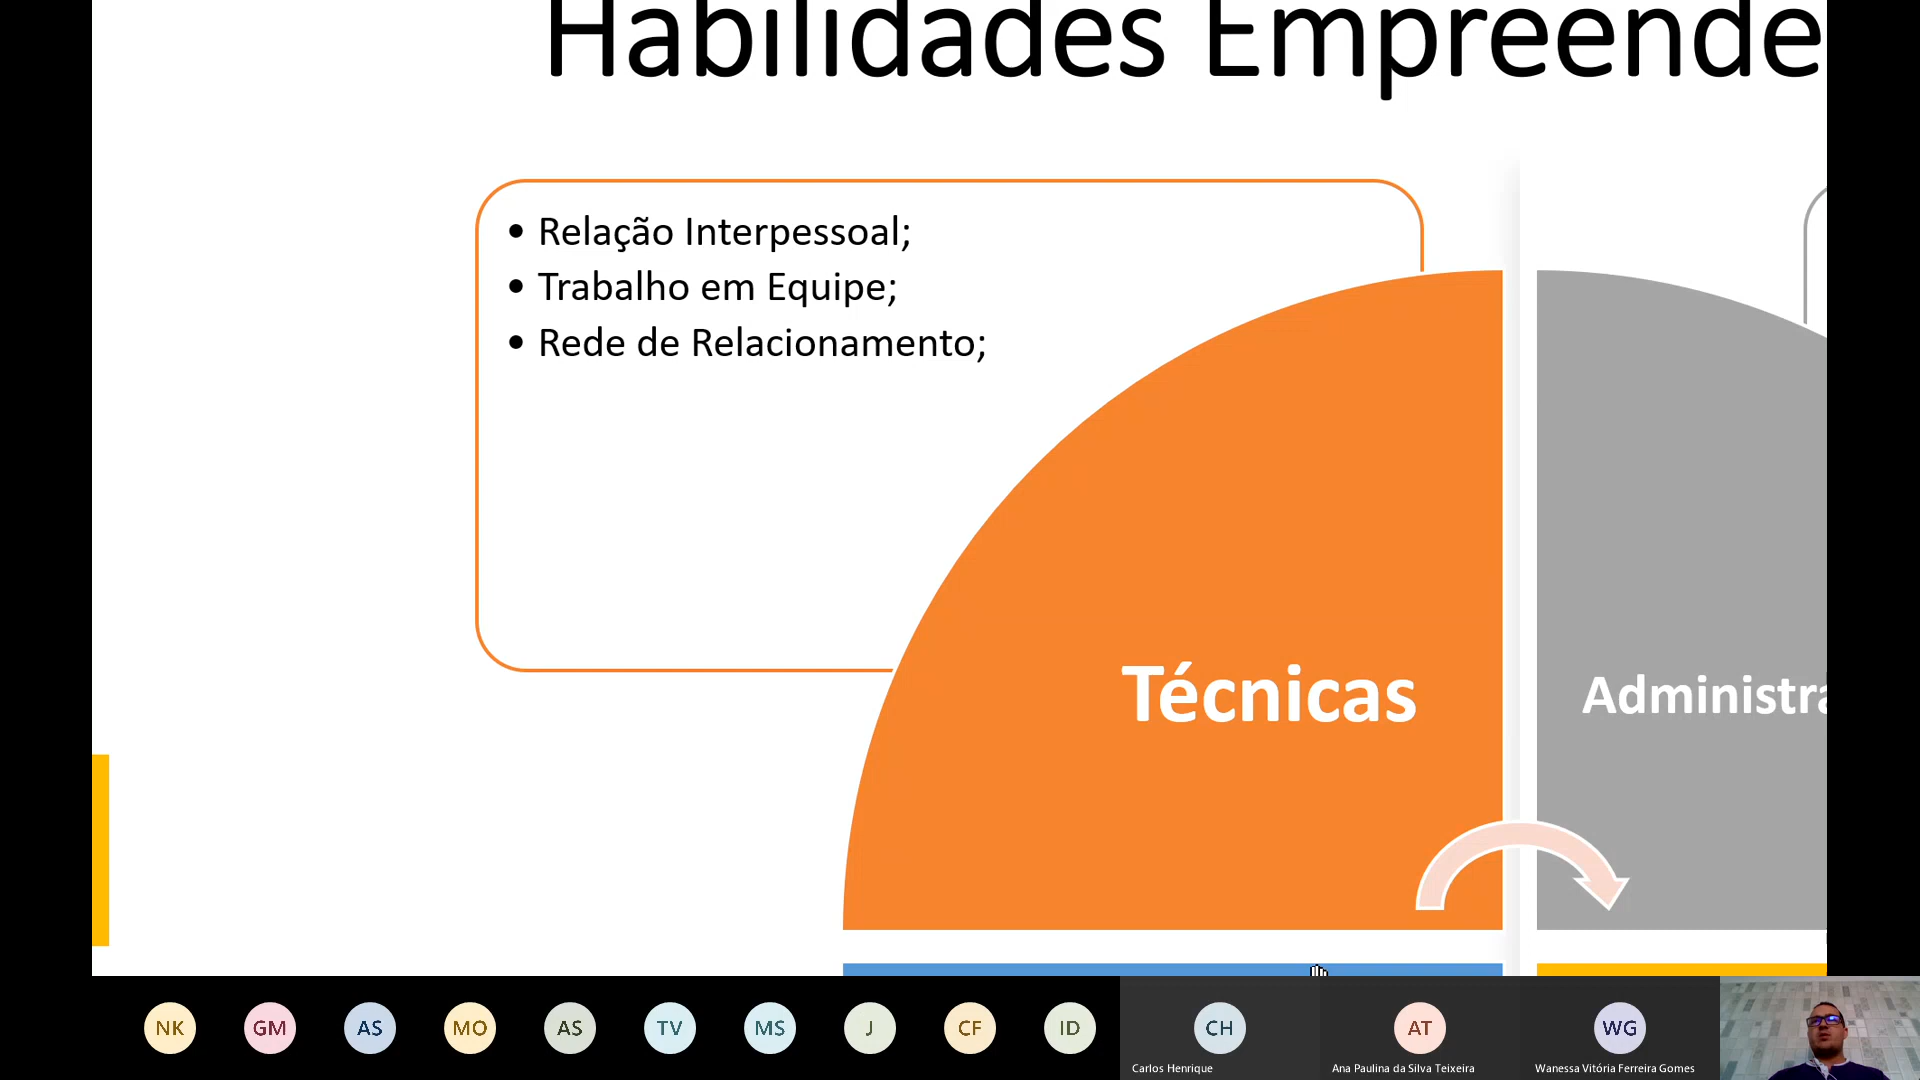 Habilidades Empreende
• Relação Interpessoal;
• Trabalho em Equipe;
• Rede de Relacionamento;
Técnicas
Administra
NK
GM
AS
MO
AS
TV
MS
J
CF
ID
CH
AT
WG
Carlos Henrique
Ana Paulina da Silva Teixeira
Wanessa Vitória Ferreira Gomes